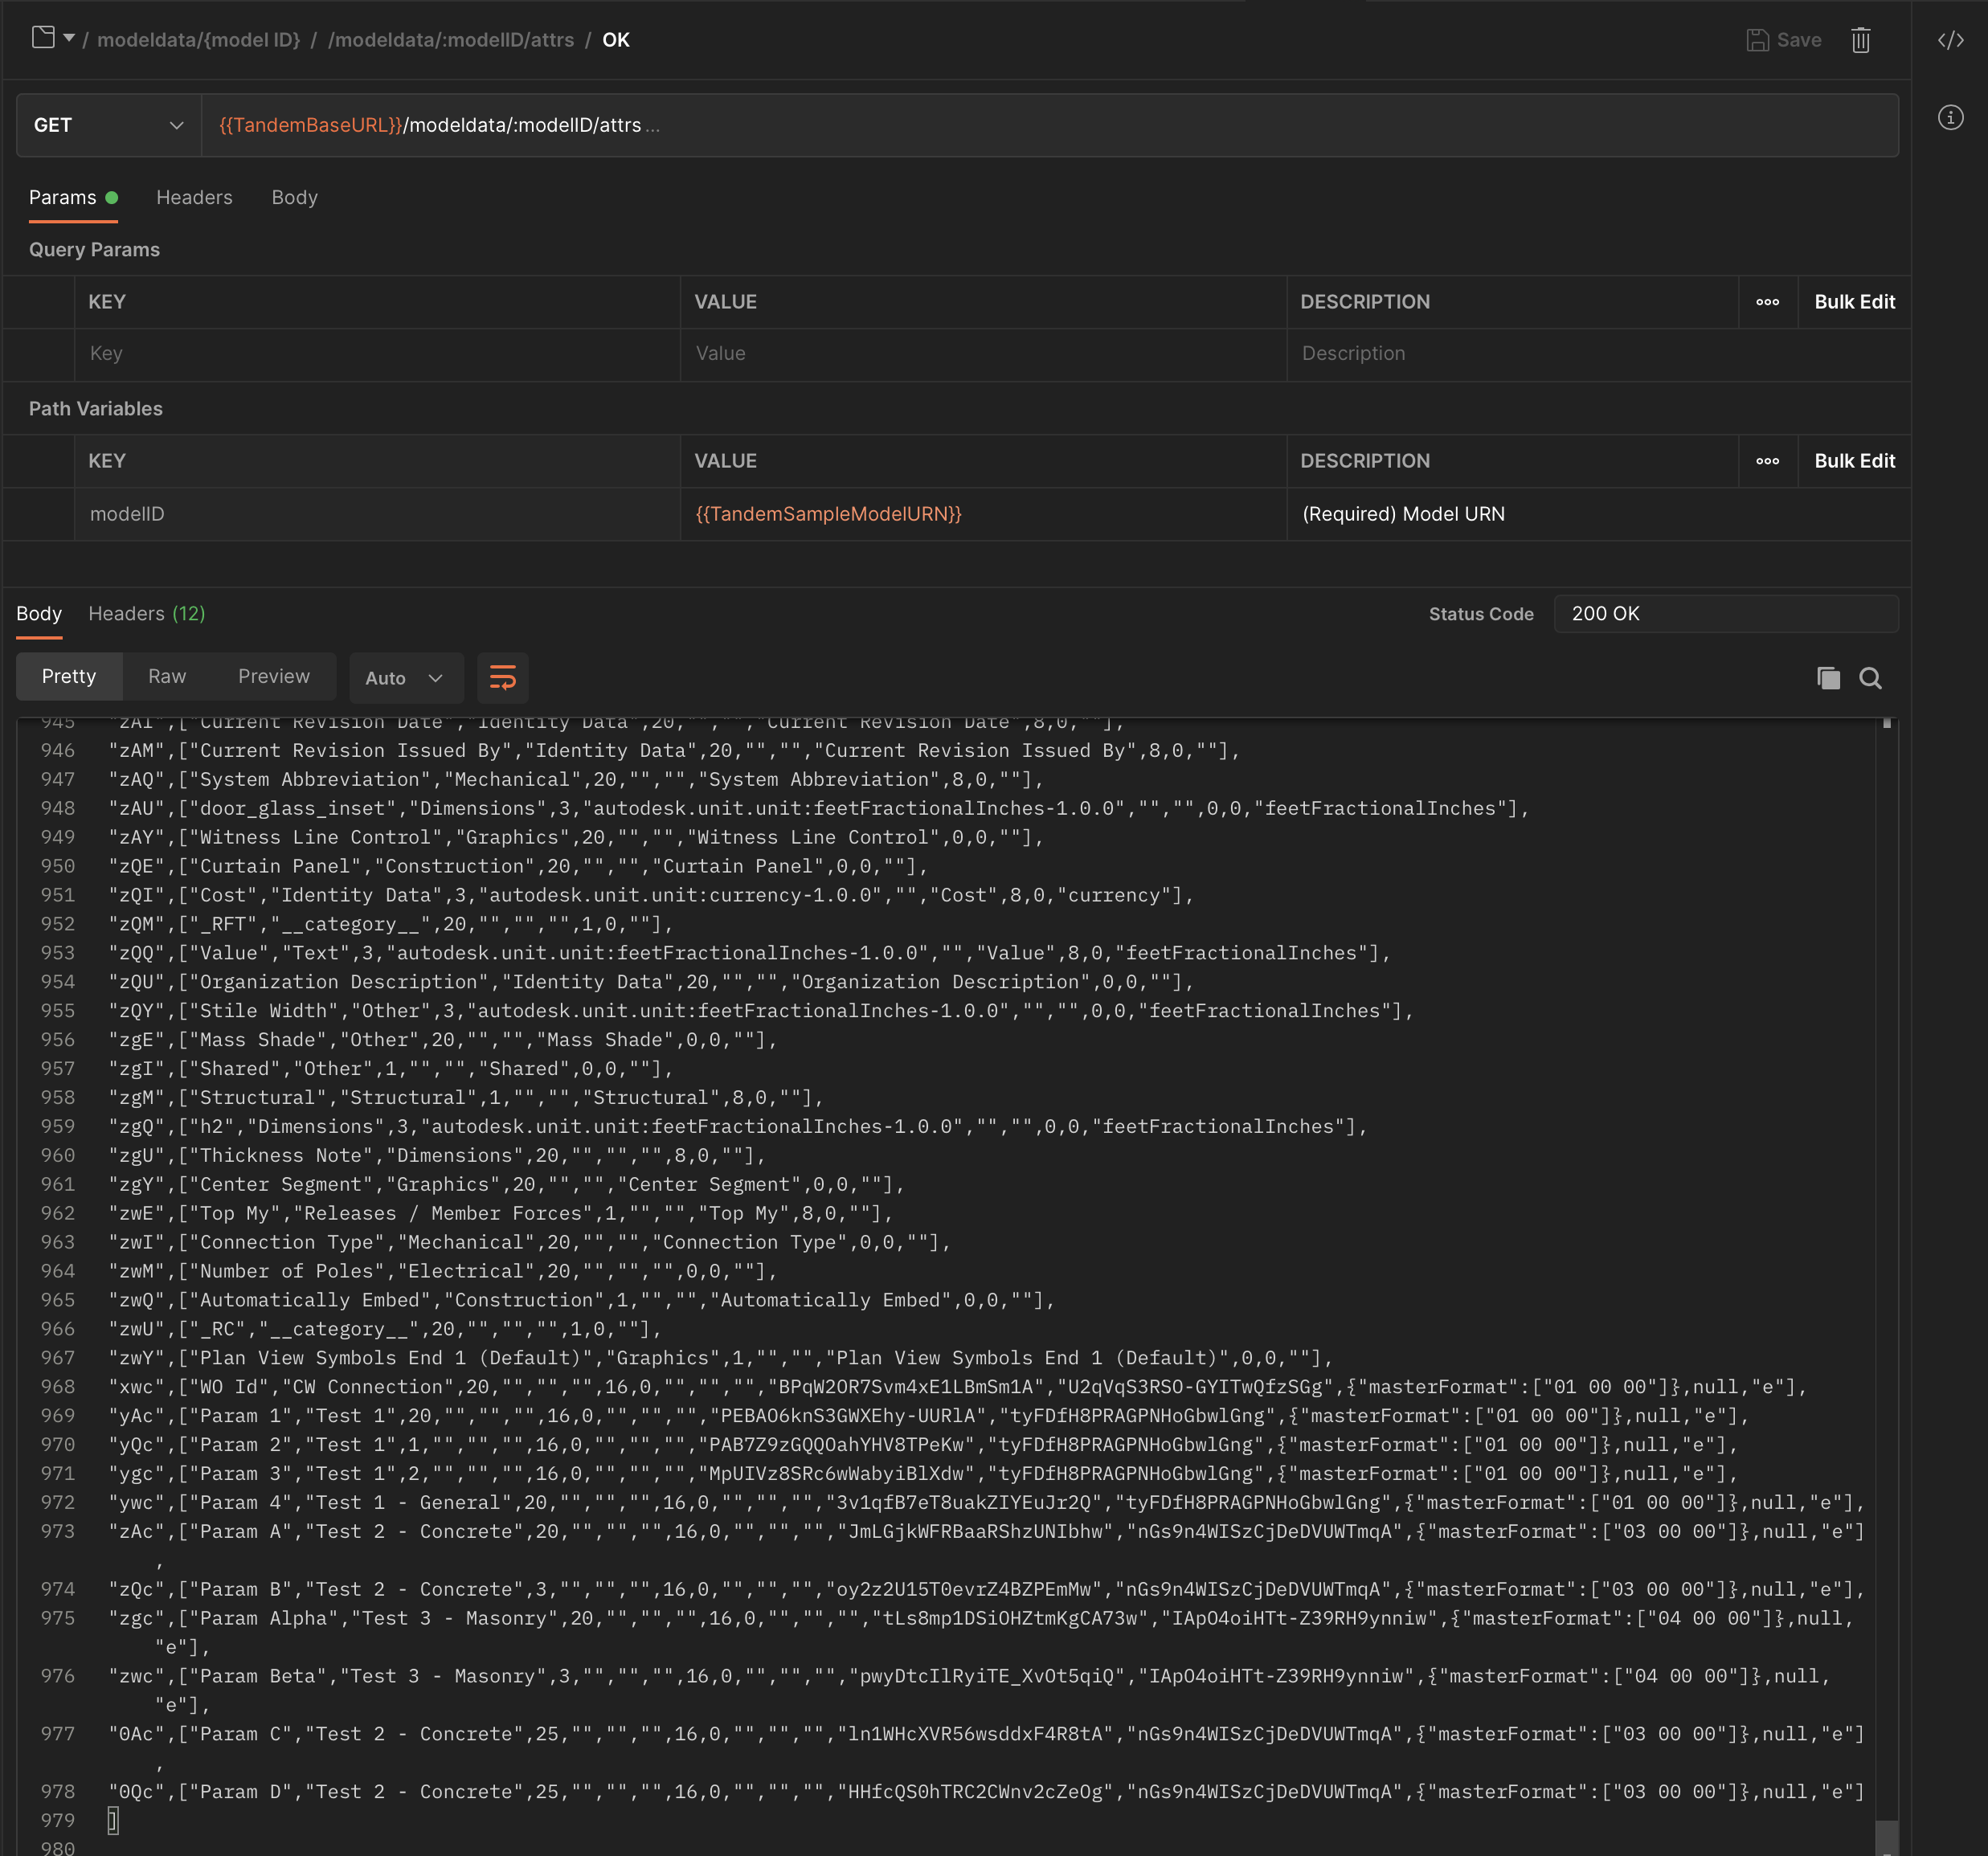 / modeldata/{model ID} / /modeldata/:modelID/attrs / OK
Save
GET
{{TandemBaseURL}}/modeldata/:modelID/attrs ...
Params Headers Body
Query Params
KEY VALUE DESCRIPTION Bulk Edit
Key Value Description
Path Variables
KEY VALUE DESCRIPTION Bulk Edit
modelID {{TandemSampleModelURN}} (Required) Model URN
Body Headers (12) Status Code 200 OK
Pretty Raw Preview Auto
945 "zAI",["Current Revision Date","Identity Data",20,"","","Current Revision Date",8,0,""],
946 "zAM",["Current Revision Issued By","Identity Data",20,"","","Current Revision Issued By",8,0,""],
947 "zAQ",["System Abbreviation","Mechanical",20,"","","System Abbreviation",8,0,""],
948 "zAU",["door_glass_inset","Dimensions",3,"autodesk.unit.unit:feetFractionalInches-1.0.0","","",0,0,"feetFractionalInches"],
949 "zAY",["Witness Line Control","Graphics",20,"","","Witness Line Control",0,0,""],
950 "zQE",["Curtain Panel","Construction",20,"","","Curtain Panel",0,0,""],
951 "zQI",["Cost","Identity Data",3,"autodesk.unit.unit:currency-1.0.0","","Cost",8,0,"currency"],
952 "zQM",["_RFT","__category__",20,"","","",1,0,""],
953 "zQQ",["Value","Text",3,"autodesk.unit.unit:feetFractionalInches-1.0.0","","Value",8,0,"feetFractionalInches"],
954 "zQU",["Organization Description","Identity Data",20,"","","Organization Description",0,0,""],
955 "zQY",["Stile Width","Other",3,"autodesk.unit.unit:feetFractionalInches-1.0.0","","",0,0,"feetFractionalInches"],
956 "zgE",["Mass Shade","Other",20,"","","Mass Shade",0,0,""],
957 "zgI",["Shared","Other",1,"","","Shared",0,0,""],
958 "zgM",["Structural","Structural",1,"","","Structural",8,0,""],
959 "zgQ",["h2","Dimensions",3,"autodesk.unit.unit:feetFractionalInches-1.0.0","","",0,0,"feetFractionalInches"],
960 "zgU",["Thickness Note","Dimensions",20,"","","",8,0,""],
961 "zgY",["Center Segment","Graphics",20,"","","Center Segment",0,0,""],
962 "zwE",["Top My","Releases / Member Forces",1,"","","Top My",8,0,""],
963 "zwI",["Connection Type","Mechanical",20,"","","Connection Type",0,0,""],
964 "zwM",["Number of Poles","Electrical",20,"","","",0,0,""],
965 "zwQ",["Automatically Embed","Construction",1,"","","Automatically Embed",0,0,""],
966 "zwU",["_RC","__category__",20,"","","",1,0,""],
967 "zwY",["Plan View Symbols End 1 (Default)","Graphics",1,"","","Plan View Symbols End 1 (Default)",0,0,""],
968 "xwc",["WO Id","CW Connection",20,"","","",16,0,"","","","BPqW2OR7Svm4xE1LBmSm1A","U2qVqS3RSO-GYITwQfzSGg",{"masterFormat":["01 00 00"]},null,"e"],
969 "yAc",["Param 1","Test 1",20,"","","",16,0,"","","","PEBAO6knS3GWXEhy-UURlA","tyFDfH8PRAGPNHoGbwlGng",{"masterFormat":["01 00 00"]},null,"e"],
970 "yQc",["Param 2","Test 1",1,"","","",16,0,"","","","PAB7Z9zGQQOahYHV8TPeKw","tyFDfH8PRAGPNHoGbwlGng",{"masterFormat":["01 00 00"]},null,"e"],
971 "ygc",["Param 3","Test 1",2,"","","",16,0,"","","","MpUIVz8SRc6wWabyiBlXdw","tyFDfH8PRAGPNHoGbwlGng",{"masterFormat":["01 00 00"]},null,"e"],
972 "ywc",["Param 4","Test 1 - General",20,"","","",16,0,"","","","3v1qfB7eT8uakZIYEuJr2Q","tyFDfH8PRAGPNHoGbwlGng",{"masterFormat":["01 00 00"]},null,"e"],
973 "zAc",["Param A","Test 2 - Concrete",20,"","","",16,0,"","","","JmLGjkWFRBaaRShzUNIbhw","nGs9n4WISzCjDeDVUWTmqA",{"masterFormat":["03 00 00"]},null,"e"]
,
974 "zQc",["Param B","Test 2 - Concrete",3,"","","",16,0,"","","","oy2z2U15T0evrZ4BZPEmMw","nGs9n4WISzCjDeDVUWTmqA",{"masterFormat":["03 00 00"]},null,"e"],
975 "zgc",["Param Alpha","Test 3 - Masonry",20,"","","",16,0,"","","","tLs8mp1DSiOHZtmKgCA73w","IApO4oiHTt-Z39RH9ynniw",{"masterFormat":["04 00 00"]},null,
"e"],
976 "zwc",["Param Beta","Test 3 - Masonry",3,"","","",16,0,"","","","pwyDtcIlRyiTE_XvOt5qiQ","IApO4oiHTt-Z39RH9ynniw",{"masterFormat":["04 00 00"]},null,
"e"],
977 "0Ac",["Param C","Test 2 - Concrete",25,"","","",16,0,"","","","ln1WHcXVR56wsddxF4R8tA","nGs9n4WISzCjDeDVUWTmqA",{"masterFormat":["03 00 00"]},null,"e"]
,
978 "0Qc",["Param D","Test 2 - Concrete",25,"","","",16,0,"","","","HHfcQS0hTRC2CWnv2cZeOg","nGs9n4WISzCjDeDVUWTmqA",{"masterFormat":["03 00 00"]},null,"e"]
979 ]
980